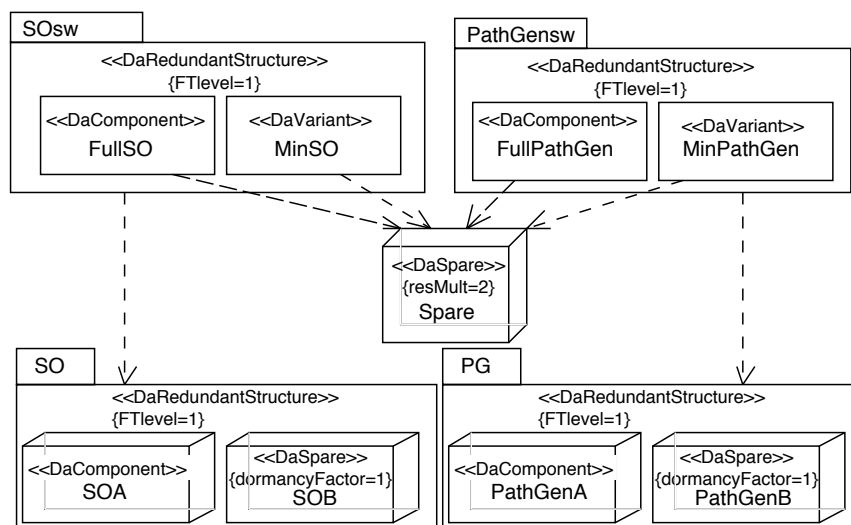 SOsw
<<DaRedundantStructure>>
{FTlevel=1}
<<DaComponent>>
FullSO
<<DaVariant>>
MinSO
PathGensw
<<DaRedundantStructure>>
{FTlevel=1}
<<DaComponent>>
FullPathGen
<<DaVariant>>
MinPathGen
<<DaSpare>>
{resMult=2}
Spare
SO
<<DaRedundantStructure>>
{FTlevel=1}
<<DaComponent>>
SOA
<<DaSpare>>
{dormancyFactor=1}
SOB
PG
<<DaRedundantStructure>>
{FTlevel=1}
<<DaComponent>>
PathGenA
<<DaSpare>>
{dormancyFactor=1}
PathGenB